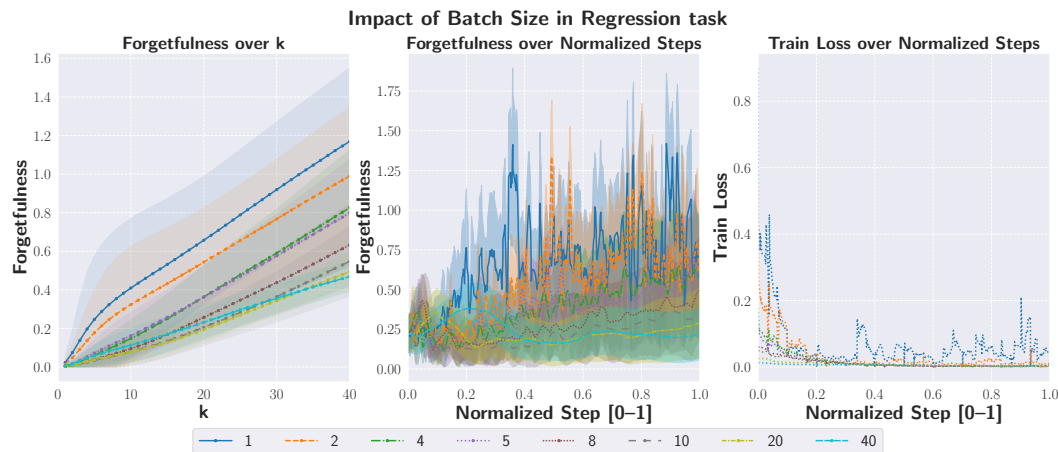 Impact of Batch Size in Regression task
Forgetfulness over k
Forgetfulness
1.6
1.4
1.2
1.0
0.8
0.6
0.4
0.2
0.0
0 10 20 30 40
k
Forgetfulness over Normalized Steps
Forgetfulness
1.75
1.50
1.25
1.00
0.75
0.50
0.25
0.00
0.0 0.2 0.4 0.6 0.8 1.0
Normalized Step [0–1]
Train Loss over Normalized Steps
Train Loss
0.8
0.6
0.4
0.2
0.0
0.0 0.2 0.4 0.6 0.8 1.0
Normalized Step [0–1]
1 2 4 5 8 10 20 40